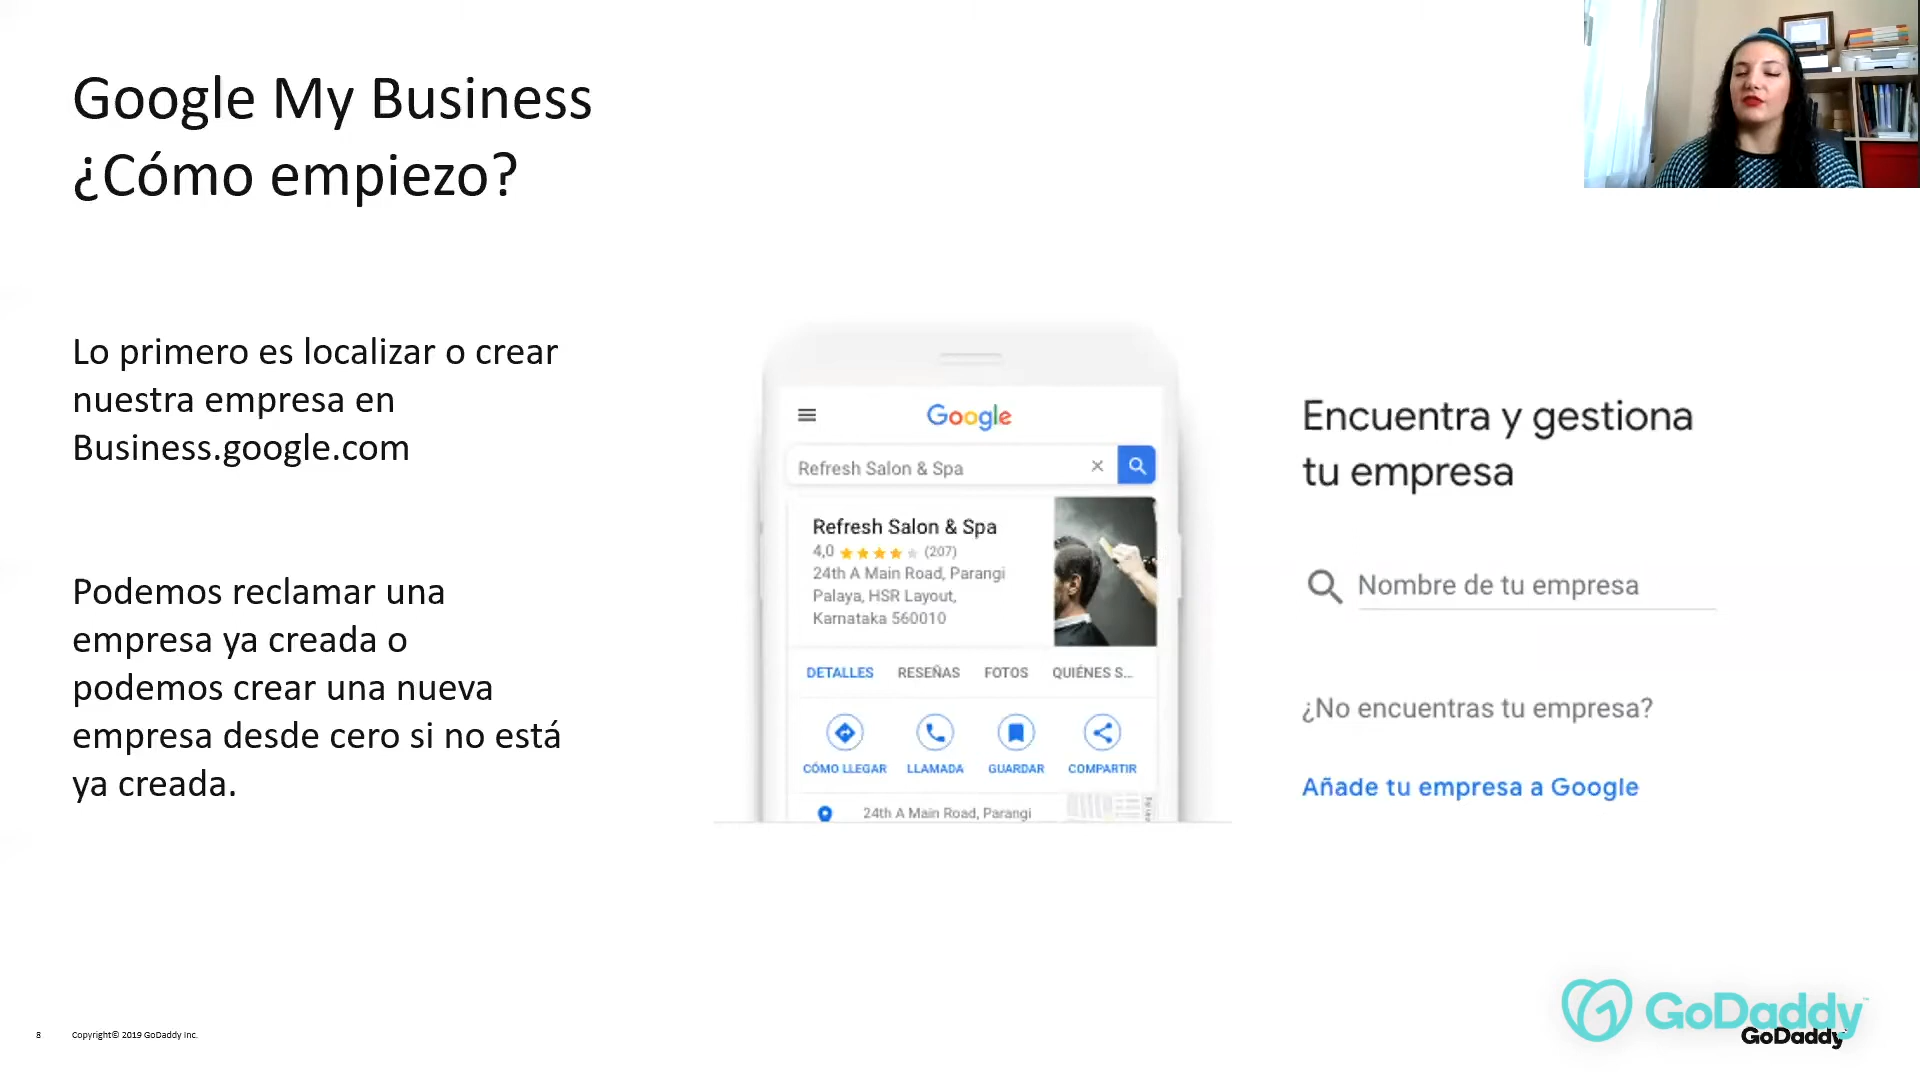 Google My Business
¿Cómo empiezo?
Lo primero es localizar o crear
nuestra empresa en
Business.google.com
Podemos reclamar una
empresa ya creada o
podemos crear una nueva
empresa desde cero si no está
ya creada.
Google
Refresh Salon & Spa
Refresh Salon & Spa
4,0 (207)
24th A Main Road, Parangi
Palaya, HSR Layout,
Karnataka 560010
DETALLES RESEÑAS FOTOS QUIÉNES S...
CÓMO LLEGAR LLAMADA GUARDAR COMPARTIR
24th A Main Road, Parangi
Encuentra y gestiona
tu empresa
Nombre de tu empresa
¿No encuentras tu empresa?
Añade tu empresa a Google
8 Copyright© 2019 GoDaddy Inc.
GoDaddy™
GoDaddy